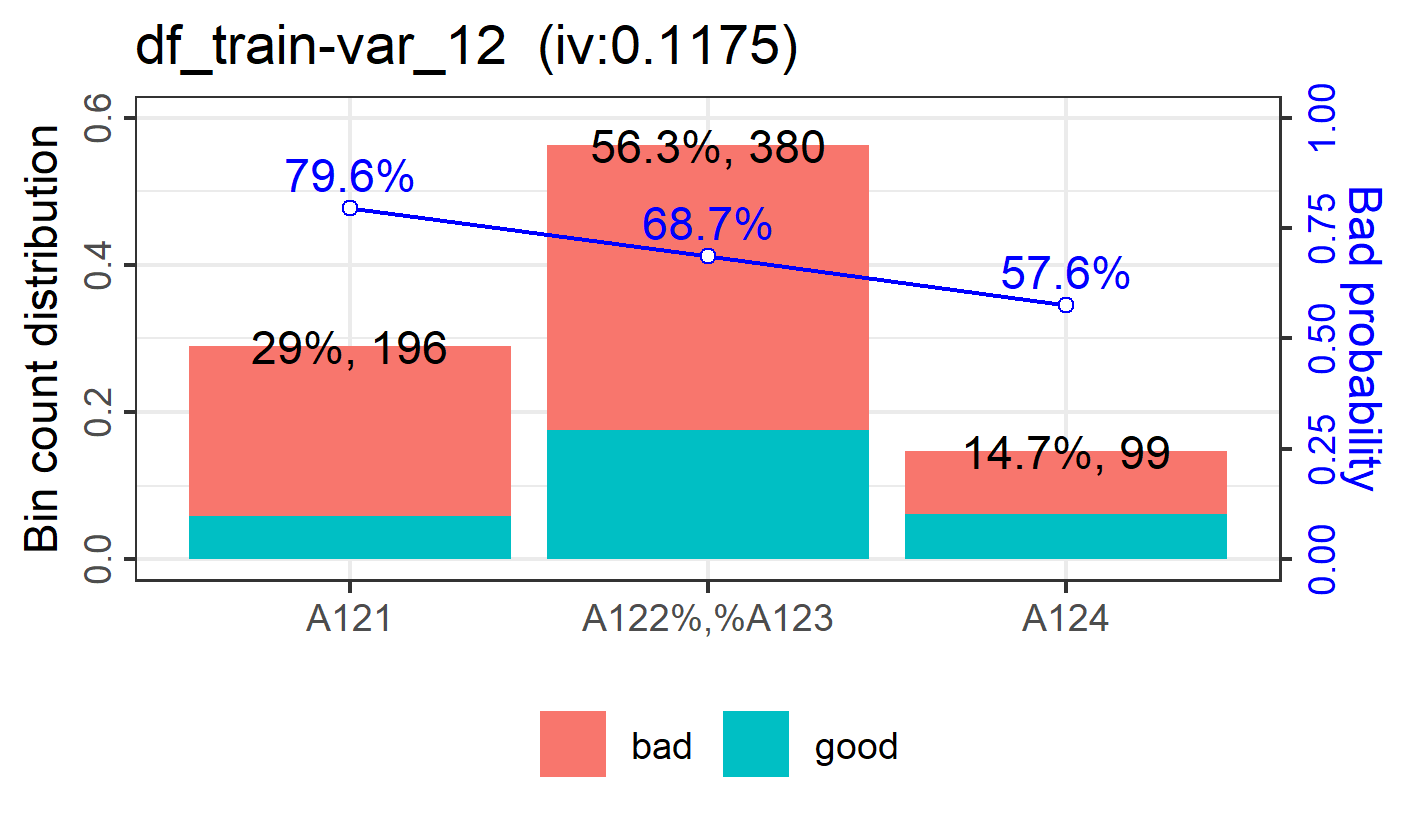 df_train-var_12 (iv:0.1175)
Bin count distribution
0.6
0.4
0.2
0.0
79.6%
68.7%
57.6%
56.3%, 380
29%, 196
14.7%, 99
1.00
0.75
0.50
0.25
0.00
Bad probability
A121
A122%,%A123
A124
bad
good